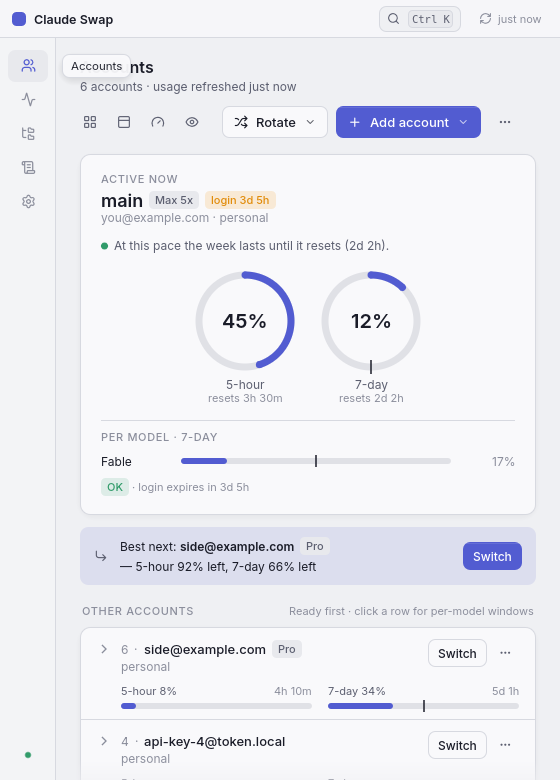 Claude Swap
Ctrl K
just now
Accounts
nts
6 accounts · usage refreshed just now
Rotate
Add account
ACTIVE NOW
main Max 5x login 3d 5h
you@example.com · personal
At this pace the week lasts until it resets (2d 2h).
45%
12%
5-hour
resets 3h 30m
7-day
resets 2d 2h
PER MODEL · 7-DAY
Fable 17%
OK · login expires in 3d 5h
Best next: side@example.com Pro
— 5-hour 92% left, 7-day 66% left
Switch
OTHER ACCOUNTS
Ready first · click a row for per-model windows
6 · side@example.com Pro
personal
Switch
5-hour 8% 4h 10m
7-day 34% 5d 1h
4 · api-key-4@token.local
personal
Switch